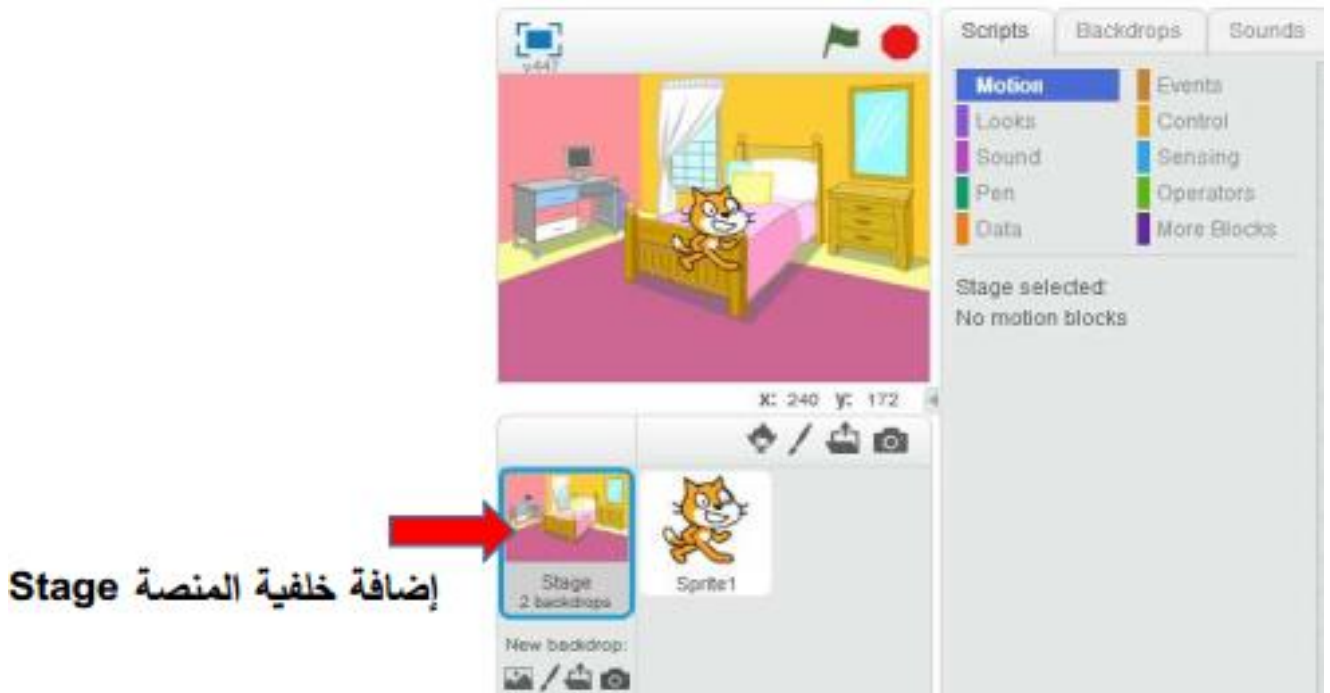 v447
Scripts Backdrops Sounds
Motion Events
Looks Control
Sound Sensing
Pen Operators
Data More Blocks
Stage selected:
No motion blocks
x: 240 y: 172
Stage
2 backdrops
Sprite1
New backdrop:
إضافة خلفية المنصة Stage